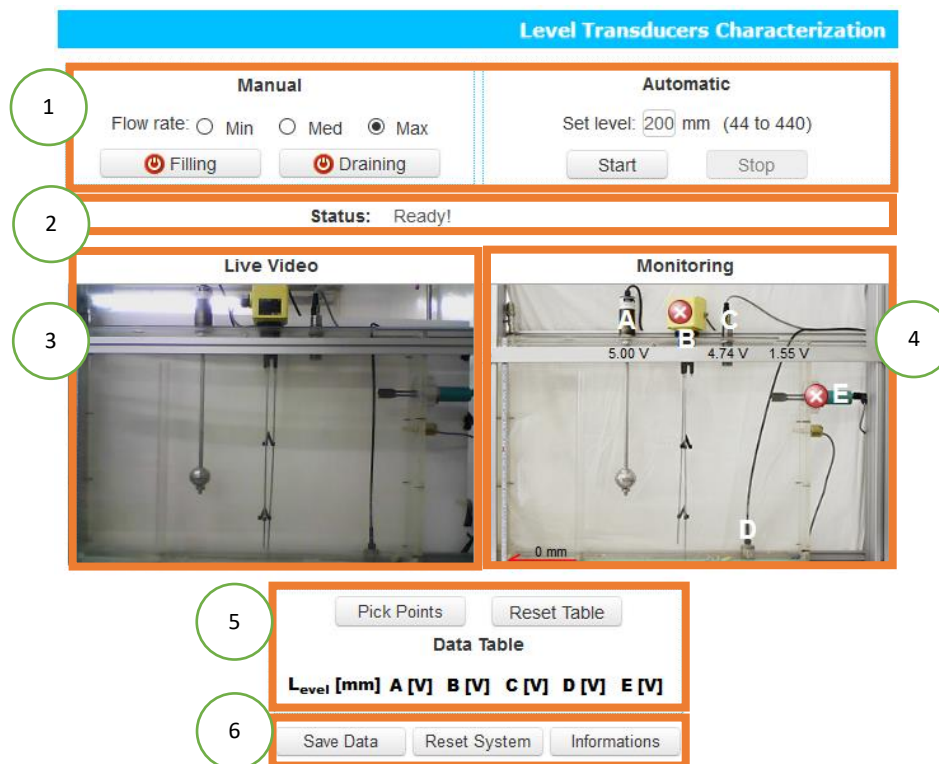 Level Transducers Characterization
1
Manual
Automatic
Flow rate: Min Med Max
Set level: 200 mm (44 to 440)
Filling Draining
Start Stop
2
Status: Ready!
Live Video
Monitoring
3
4
A
B
C
5.00 V 4.74 V 1.55 V
E
D
0 mm
5
Pick Points Reset Table
Data Table
Level [mm] A [V] B [V] C [V] D [V] E [V]
6
Save Data Reset System Informations